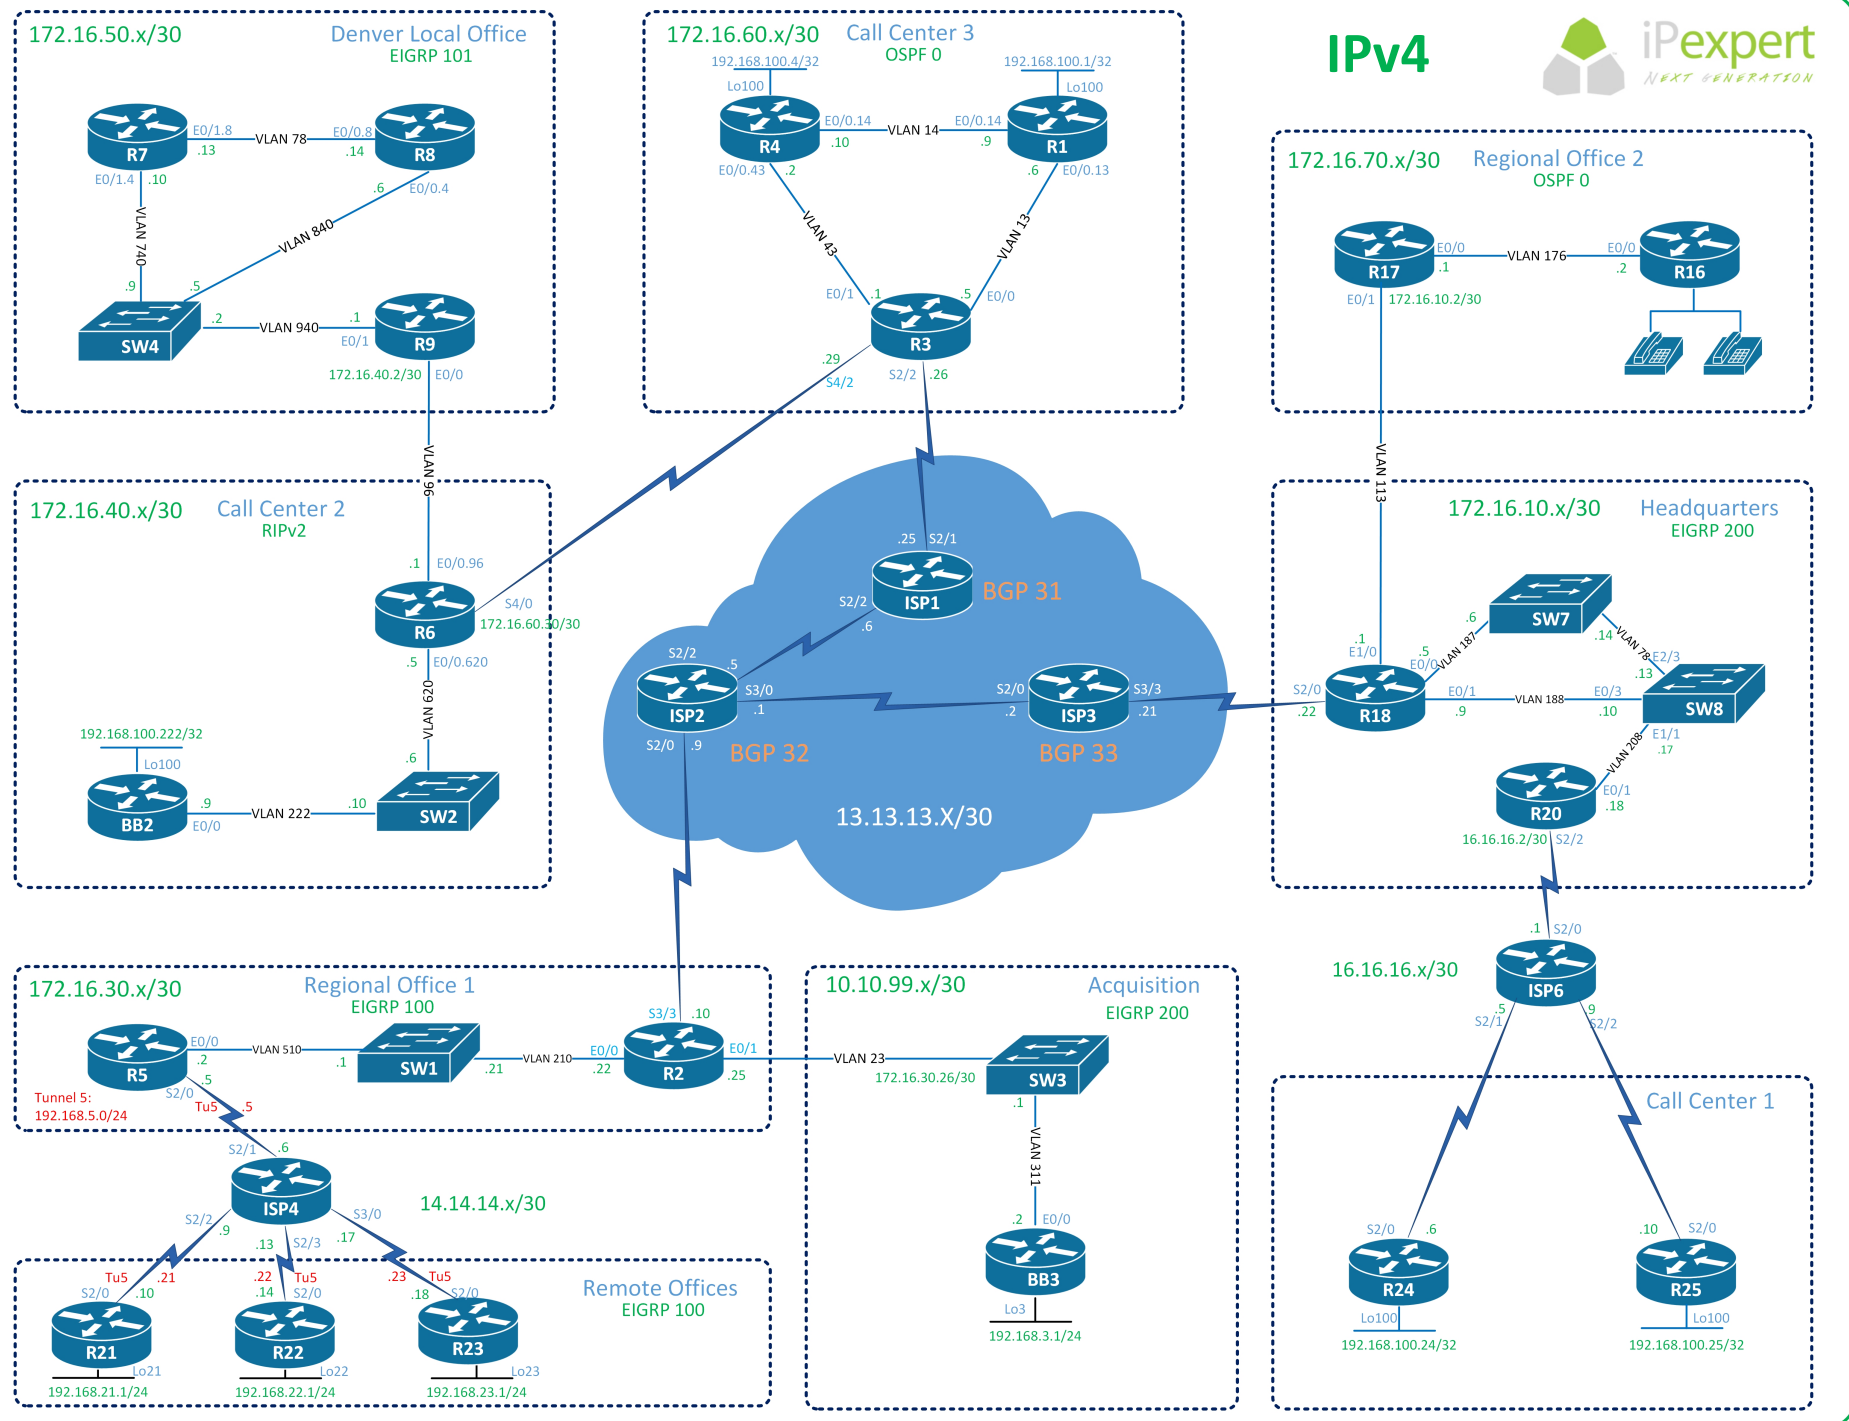 172.16.50.x/30
Denver Local Office
EIGRP 101
R7
E0/1.8
.13
VLAN 78
E0/0.8
.14
R8
E0/1.4
.10
.6
E0/0.4
VLAN 740
VLAN 840
.9
.5
SW4
.2
VLAN 940
.1
E0/1
R9
172.16.40.2/30
E0/0
VLAN 96
172.16.60.x/30
Call Center 3
OSPF 0
192.168.100.4/32
Lo100
192.168.100.1/32
Lo100
R4
E0/0.14
.10
VLAN 14
E0/0.14
.9
R1
E0/0.43
.2
.6
E0/0.13
VLAN 43
VLAN 13
E0/1
.1
.5
E0/0
R3
.29
S4/2
S2/2
.26
IPv4
iPexpert
NEXT GENERATION
172.16.70.x/30
Regional Office 2
OSPF 0
R17
E0/0
.1
VLAN 176
E0/0
.2
R16
E0/1
172.16.10.2/30
VLAN 113
172.16.40.x/30
Call Center 2
RIPv2
.1
E0/0.96
R6
S4/0
172.16.60.30/30
.5
E0/0.620
VLAN 620
192.168.100.222/32
Lo100
BB2
.9
E0/0
VLAN 222
.10
.6
SW2
.25
S2/1
ISP1
BGP 31
S2/2
.6
S2/2
.5
ISP2
S3/0
.1
S2/0
.9
BGP 32
S2/0
.2
ISP3
S3/3
.21
BGP 33
13.13.13.X/30
172.16.10.x/30
Headquarters
EIGRP 200
SW7
.6
.14
VLAN 187
VLAN 78
E2/3
.13
.1
E1/0
.5
E0/0
S2/0
.22
R18
E0/1
.9
VLAN 188
E0/3
.10
SW8
E1/1
.17
VLAN 208
R20
E0/1
.18
16.16.16.2/30
S2/2
.1
S2/0
16.16.16.x/30
ISP6
.5
S2/1
.9
S2/2
172.16.30.x/30
Regional Office 1
EIGRP 100
R5
E0/0
.2
VLAN 510
.1
SW1
.21
VLAN 210
E0/0
.22
S3/3
.10
R2
E0/1
.25
.5
S2/0
Tunnel 5:
192.168.5.0/24
Tu5
.5
S2/1
.6
ISP4
14.14.14.x/30
S2/2
.9
.13
S2/3
S3/0
.17
Remote Offices
EIGRP 100
Tu5
.21
S2/0
.10
R21
Lo21
192.168.21.1/24
.22
Tu5
.14
S2/0
R22
Lo22
192.168.22.1/24
.23
Tu5
.18
S2/0
R23
Lo23
192.168.23.1/24
10.10.99.x/30
Acquisition
EIGRP 200
VLAN 23
172.16.30.26/30
SW3
.1
VLAN 311
.2
E0/0
BB3
Lo3
192.168.3.1/24
Call Center 1
S2/0
.6
R24
Lo100
192.168.100.24/32
.10
S2/0
R25
Lo100
192.168.100.25/32